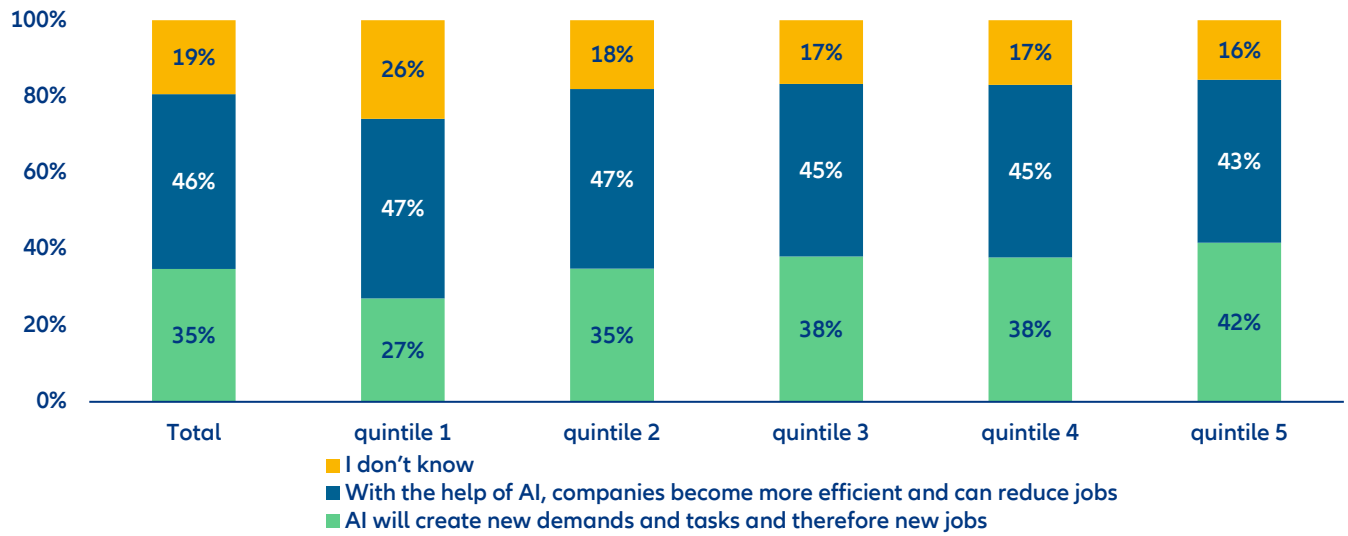 100%
80%
60%
40%
20%
0%
19% 26% 18% 17% 17% 16%
46% 47% 47% 45% 45% 43%
35% 27% 35% 38% 38% 42%
Total quintile 1 quintile 2 quintile 3 quintile 4 quintile 5
I don’t know
With the help of AI, companies become more efficient and can reduce jobs
AI will create new demands and tasks and therefore new jobs